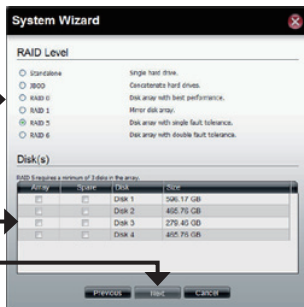 System Wizard
RAID Level
Standalone Single hard drive.
JBOD Concatenate hard drives.
RAID 0 Disk array with best performance.
RAID 1 Mirror disk array.
RAID 5 Disk array with single fault tolerance.
RAID 6 Disk array with double fault tolerance.
Disk(s)
RAID 5 requires a minimum of 3 disks in the array.
Array Spare Disk Size
Disk 1 596.17 GB
Disk 2 465.76 GB
Disk 3 279.46 GB
Disk 4 465.76 GB
Previous Next Cancel